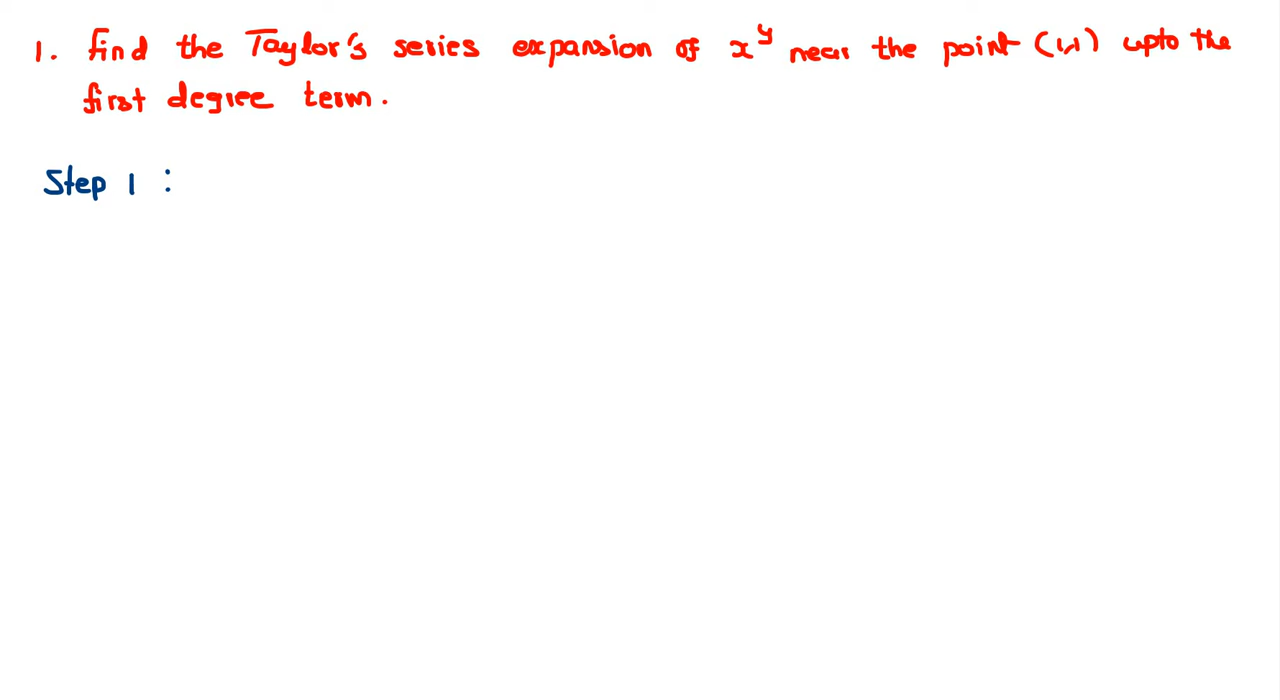 1. Find the Taylor's series expansion of x^y near the point (1,1) upto the
first degree term.
Step 1 :